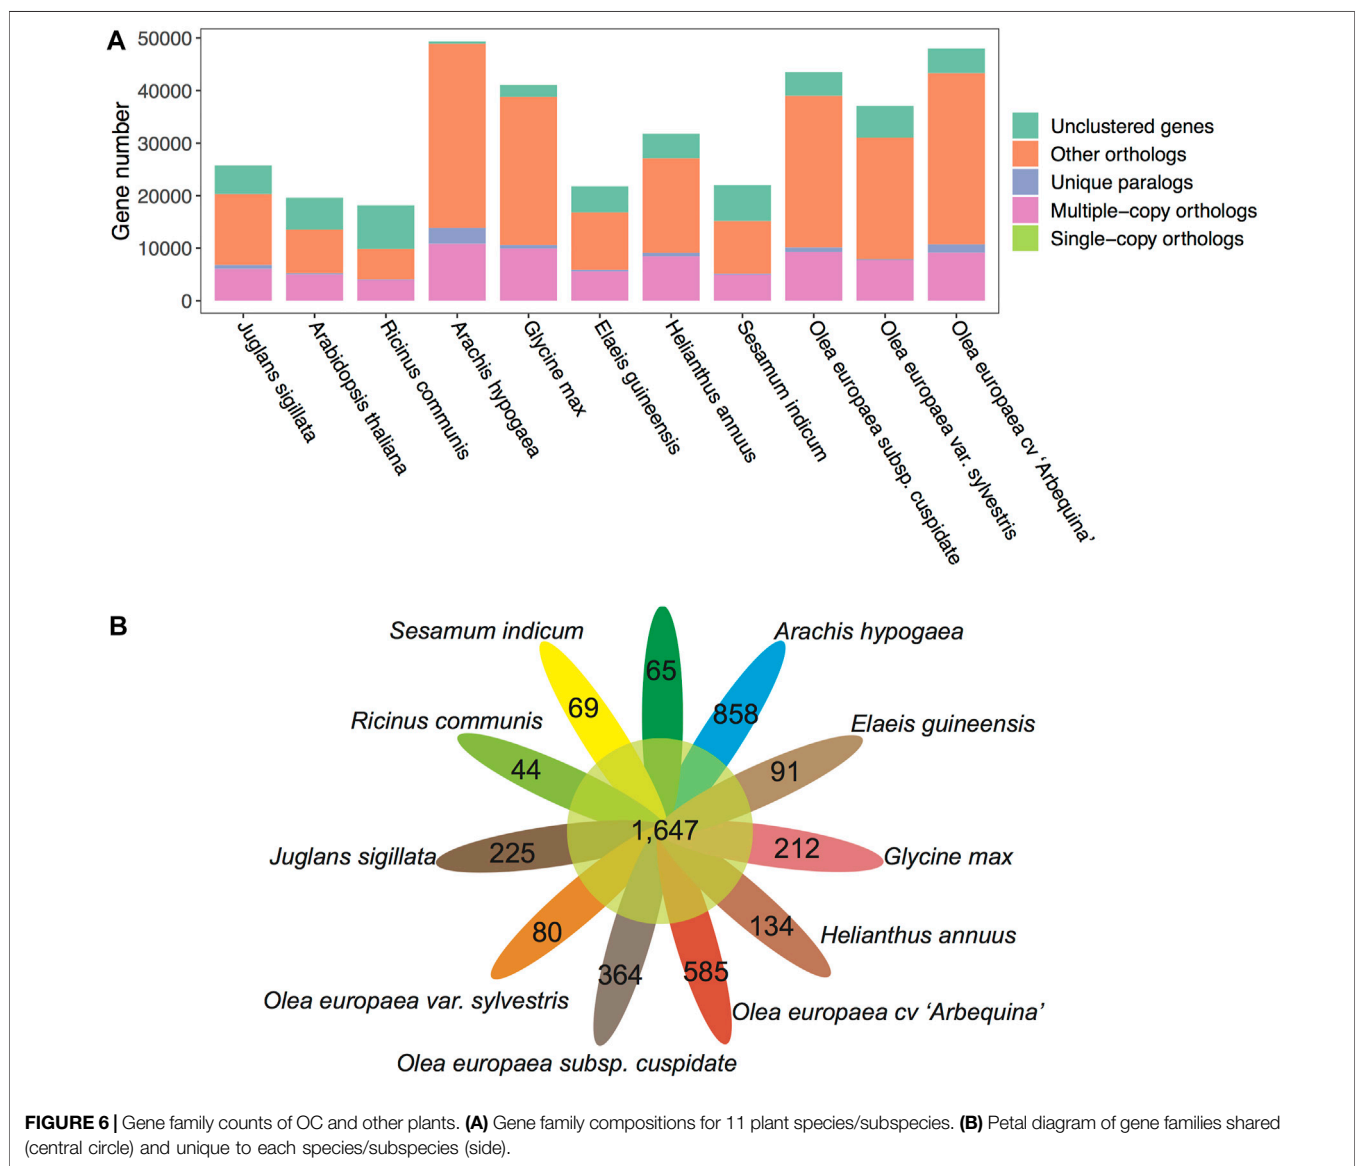 A
50000
40000
30000
20000
10000
0
Gene number
Unclustered genes
Other orthologs
Unique paralogs
Multiple−copy orthologs
Single−copy orthologs
Juglans sigillata
Arabidopsis thaliana
Ricinus communis
Arachis hypogaea
Glycine max
Elaeis guineensis
Helianthus annuus
Sesamum indicum
Olea europaea subsp. cuspidate
Olea europaea var. sylvestris
Olea europaea cv ‘Arbequina’
B
Sesamum indicum
Arachis hypogaea
65
69
858
Ricinus communis
Elaeis guineensis
44
91
1,647
Juglans sigillata
225
212
Glycine max
80
134
Helianthus annuus
364
585
Olea europaea var. sylvestris
Olea europaea cv ‘Arbequina’
Olea europaea subsp. cuspidate
FIGURE 6 | Gene family counts of OC and other plants. (A) Gene family compositions for 11 plant species/subspecies. (B) Petal diagram of gene families shared
(central circle) and unique to each species/subspecies (side).